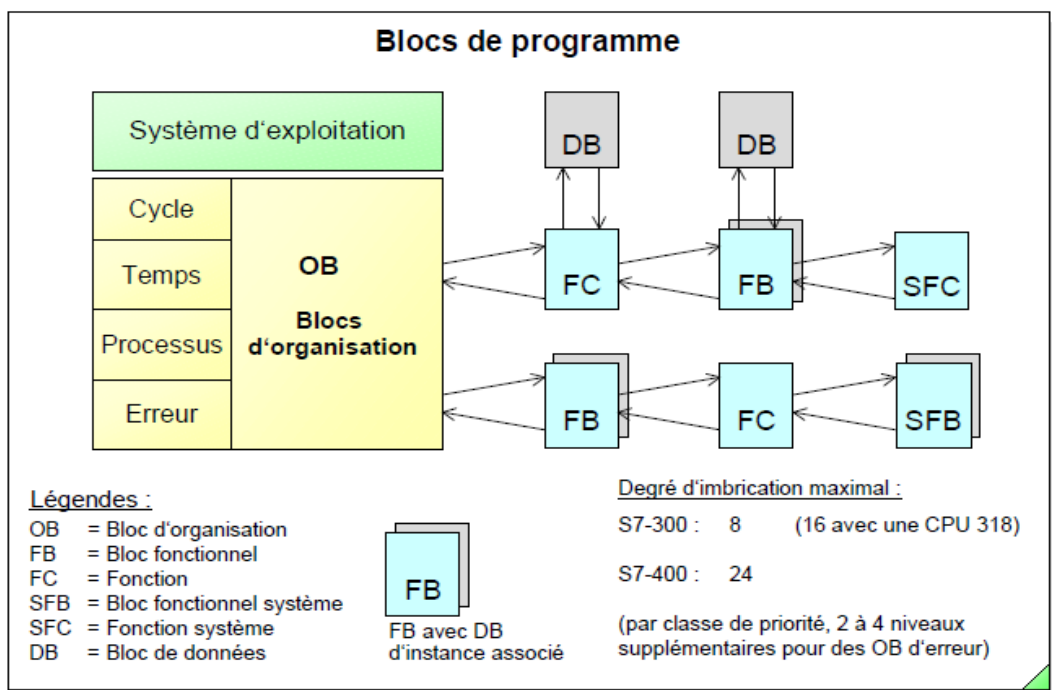 Blocs de programme
Système d‘exploitation
Cycle
Temps
Processus
Erreur
OB
Blocs
d‘organisation
DB
DB
FC
FB
SFC
FB
FC
SFB
Légendes :
OB = Bloc d‘organisation
FB = Bloc fonctionnel
FC = Fonction
SFB = Bloc fonctionnel système
SFC = Fonction système
DB = Bloc de données
FB
FB avec DB
d‘instance associé
Degré d‘imbrication maximal :
S7-300 : 8 (16 avec une CPU 318)
S7-400 : 24
(par classe de priorité, 2 à 4 niveaux
supplémentaires pour des OB d‘erreur)